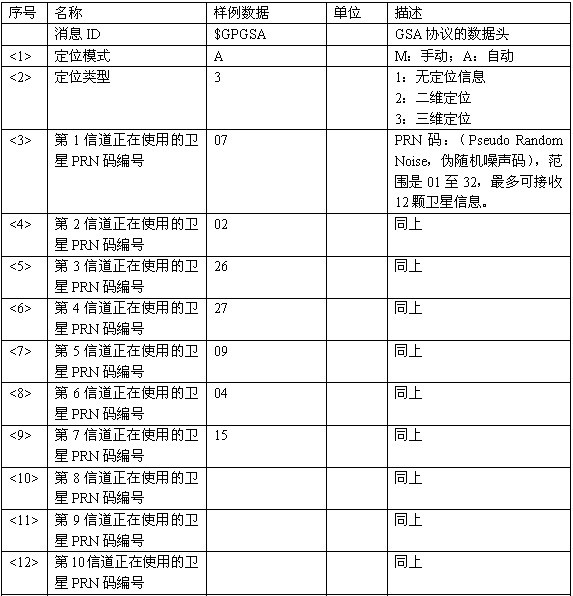 序号 名称 样例数据 单位 描述
消息 ID $GPGSA GSA 协议的数据头
<1> 定位模式 A M：手动；A：自动
<2> 定位类型 3 1：无定位信息
2：二维定位
3：三维定位
<3> 第 1 信道正在使用的卫 07 PRN 码：（Pseudo Random
星 PRN 码编号 Noise，伪随机噪声码），范
围是 01 至 32，最多可接收
12 颗卫星信息。
<4> 第 2 信道正在使用的卫 02 同上
星 PRN 码编号
<5> 第 3 信道正在使用的卫 26 同上
星 PRN 码编号
<6> 第 4 信道正在使用的卫 27 同上
星 PRN 码编号
<7> 第 5 信道正在使用的卫 09 同上
星 PRN 码编号
<8> 第 6 信道正在使用的卫 04 同上
星 PRN 码编号
<9> 第 7 信道正在使用的卫 15 同上
星 PRN 码编号
<10> 第 8 信道正在使用的卫 同上
星 PRN 码编号
<11> 第 9 信道正在使用的卫 同上
星 PRN 码编号
<12> 第 10 信道正在使用的卫 同上
星 PRN 码编号